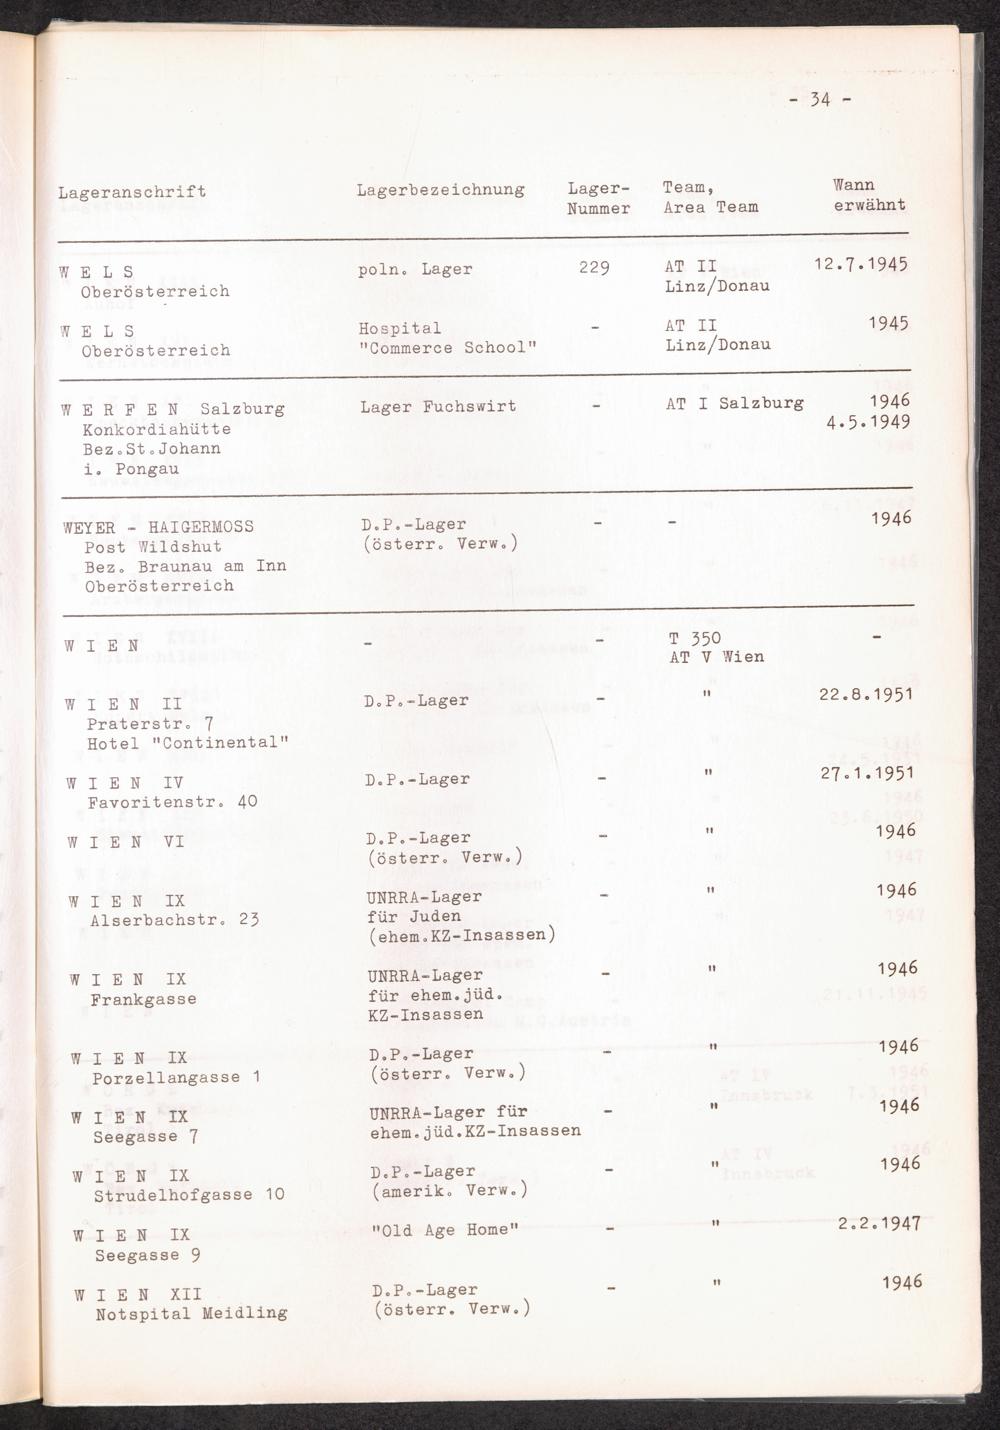 - 34 -
Lageranschrift Lagerbezeichnung Lager- Team, Wann
Nummer Area Team erwähnt
W E L S poln. Lager 229 AT II 12.7.1945
Oberösterreich Linz/Donau
W E L S Hospital - AT II 1945
Oberösterreich "Commerce School" Linz/Donau
W E R F E N Salzburg Lager Fuchswirt - AT I Salzburg 1946
Konkordiahütte 4.5.1949
Bez.St.Johann
i. Pongau
WEYER - HAIGERMOSS D.P.-Lager - - 1946
Post Wildshut (österr. Verw.)
Bez. Braunau am Inn
Oberösterreich
W I E N - - T 350 -
AT V Wien
W I E N II D.P.-Lager - " 22.8.1951
Praterstr. 7
Hotel "Continental"
W I E N IV D.P.-Lager - " 27.1.1951
Favoritenstr. 40
W I E N VI D.P.-Lager - " 1946
(österr. Verw.)
W I E N IX UNRRA-Lager - " 1946
Alserbachstr. 23 für Juden
(ehem.KZ-Insassen)
W I E N IX UNRRA-Lager - " 1946
Frankgasse für ehem.jüd.
KZ-Insassen
W I E N IX D.P.-Lager - " 1946
Porzellangasse 1 (österr. Verw.)
W I E N IX UNRRA-Lager für - " 1946
Seegasse 7 ehem.jüd.KZ-Insassen
W I E N IX D.P.-Lager - " 1946
Strudelhofgasse 10 (amerik. Verw.)
W I E N IX "Old Age Home" - " 2.2.1947
Seegasse 9
W I E N XII D.P.-Lager - " 1946
Notspital Meidling (österr. Verw.)